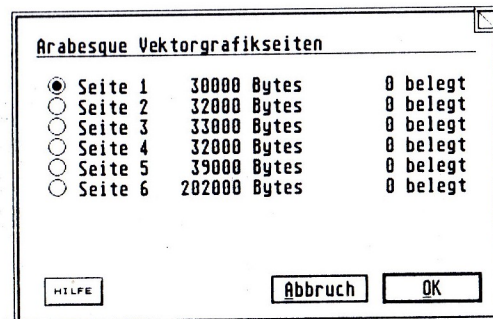 Arabesque Vektorgrafikseiten
Seite 1 30000 Bytes 0 belegt
Seite 2 32000 Bytes 0 belegt
Seite 3 33000 Bytes 0 belegt
Seite 4 32000 Bytes 0 belegt
Seite 5 39000 Bytes 0 belegt
Seite 6 202000 Bytes 0 belegt
HILFE Abbruch OK